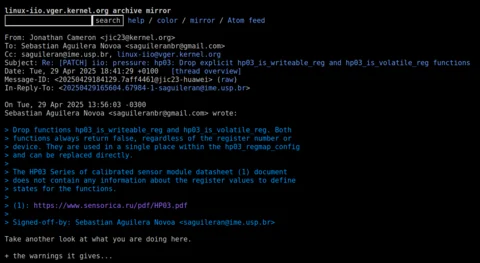 linux-iio.vger.kernel.org archive mirror
search help / color / mirror / Atom feed
From: Jonathan Cameron <jic23@kernel.org>
To: Sebastian Aguilera Novoa <saguileranbr@gmail.com>
Cc: saguileran@ime.usp.br, linux-iio@vger.kernel.org
Subject: Re: [PATCH] iio: pressure: hp03: Drop explicit hp03_is_writeable_reg and hp03_is_volatile_reg functions
Date: Tue, 29 Apr 2025 18:41:29 +0100 [thread overview]
Message-ID: <20250429184129.7aff4461@jic23-huawei> (raw)
In-Reply-To: <20250429165604.67984-1-saguileran@ime.usp.br>
On Tue, 29 Apr 2025 13:56:03 -0300
Sebastian Aguilera Novoa <saguileranbr@gmail.com> wrote:
> Drop functions hp03_is_writeable_reg and hp03_is_volatile_reg. Both
> functions always return false, regardless of the register number or
> device. They are used in a single place within the hp03_regmap_config
> and can be replaced directly.
>
> The HP03 Series of calibrated sensor module datasheet (1) document
> does not contain any information about the register values to define
> states for the functions.
>
> (1): https://www.sensorica.ru/pdf/HP03.pdf
>
> Signed-off-by: Sebastian Aguilera Novoa <saguileran@ime.usp.br>
Take another look at what you are doing here.
+ the warnings it gives...